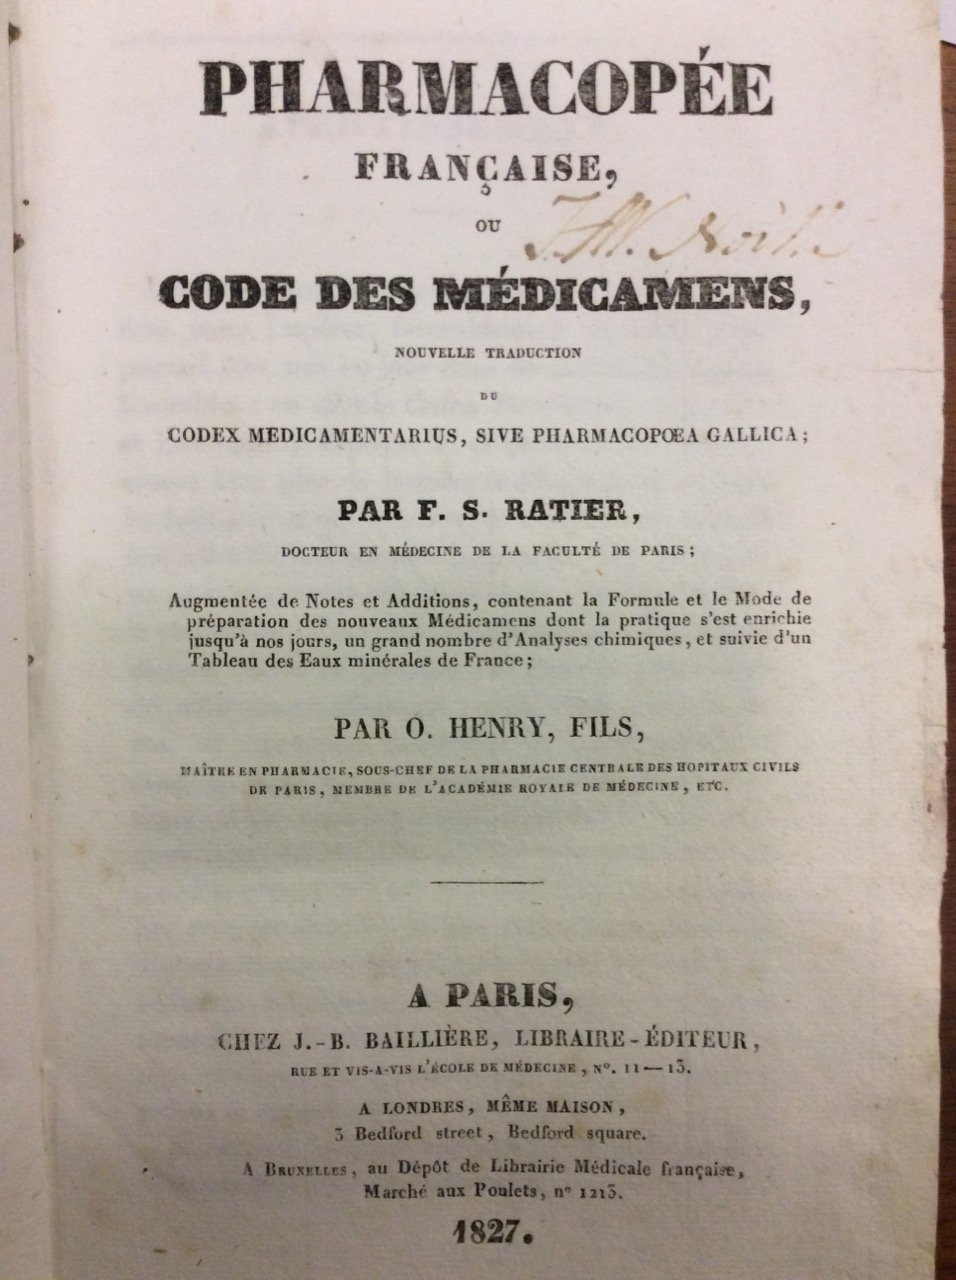 PHARMACOPÉE
FRANÇAISE,
OU
CODE DES MÉDICAMENS,
NOUVELLE TRADUCTION
DU
CODEX MEDICAMENTARIUS, SIVE PHARMACOPŒA GALLICA;
PAR F. S. RATIER,
DOCTEUR EN MÉDECINE DE LA FACULTÉ DE PARIS;
Augmentée de Notes et Additions, contenant la Formule et le Mode de
préparation des nouveaux Médicamens dont la pratique s'est enrichie
jusqu'à nos jours, un grand nombre d'Analyses chimiques, et suivie d'un
Tableau des Eaux minérales de France;
PAR O. HENRY, FILS,
MAÎTRE EN PHARMACIE, SOUS-CHEF DE LA PHARMACIE CENTRALE DES HOPITAUX CIVILS
DE PARIS, MEMBRE DE L'ACADÉMIE ROYALE DE MÉDECINE, ETC.
A PARIS,
CHEZ J.-B. BAILLIÈRE, LIBRAIRE-ÉDITEUR,
RUE ET VIS-A-VIS L'ÉCOLE DE MÉDECINE, N°. 11—13.
A LONDRES, MÊME MAISON,
3 Bedford street, Bedford square.
A BRUXELLES, au Dépôt de Librairie Médicale française,
Marché aux Poulets, n° 1213.
1827.